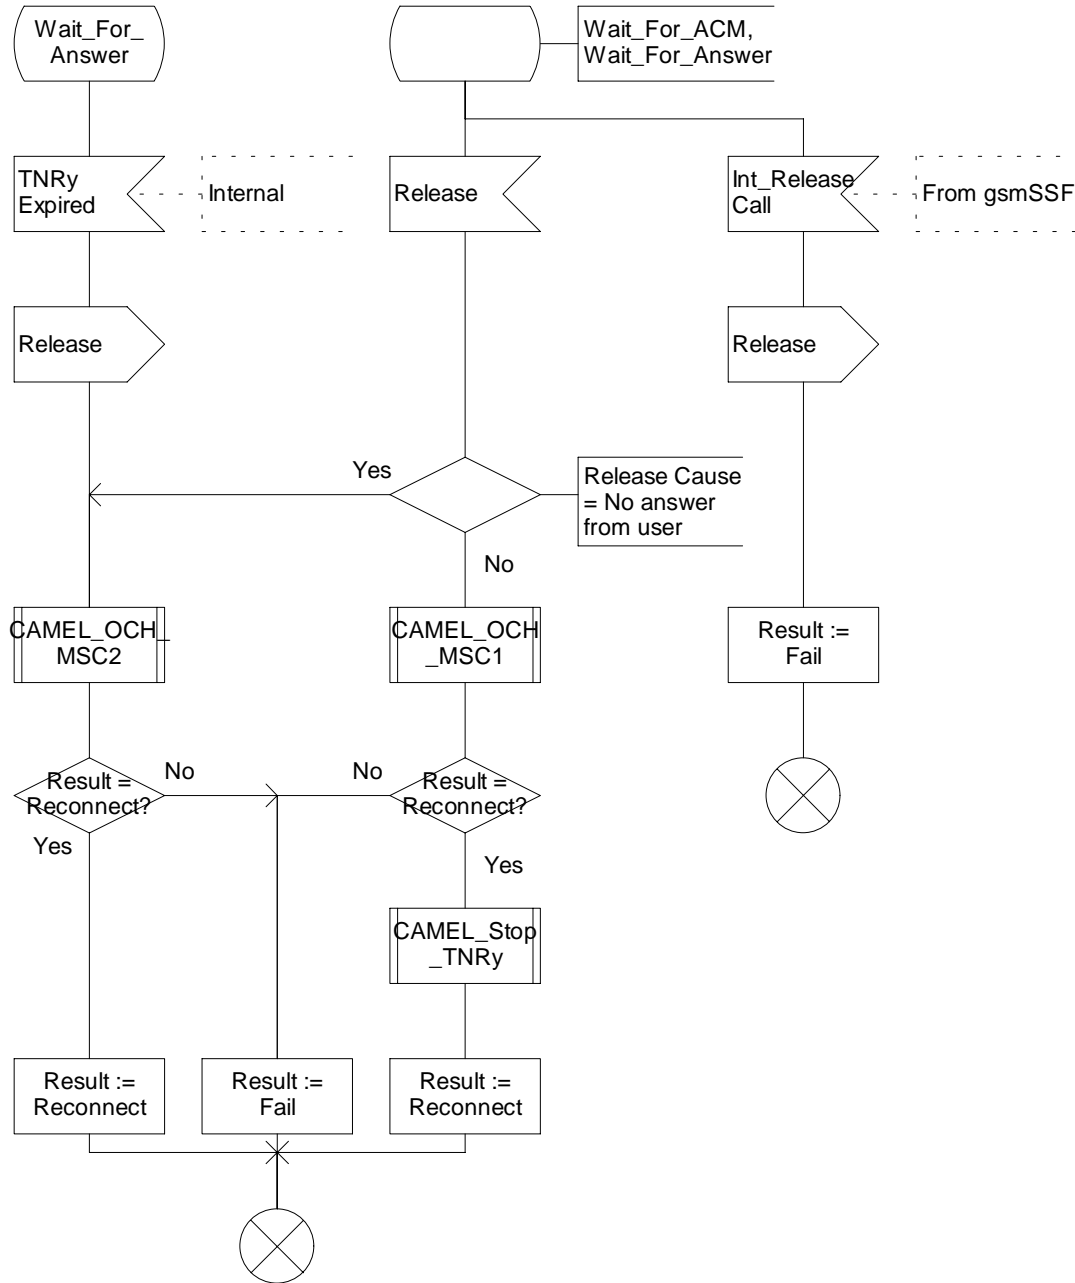 Wait_For_
Answer
Wait_For_ACM,
Wait_For_Answer
TNRy
Expired
Internal
Release
Int_Release
Call
From gsmSSF
Release
Release
Yes
Release Cause
= No answer
from user
No
CAMEL_OCH_
MSC2
CAMEL_OCH
_MSC1
Result :=
Fail
Result =
Reconnect?
No
No
Result =
Reconnect?
Yes
Yes
CAMEL_Stop
_TNRy
Result :=
Reconnect
Result :=
Fail
Result :=
Reconnect